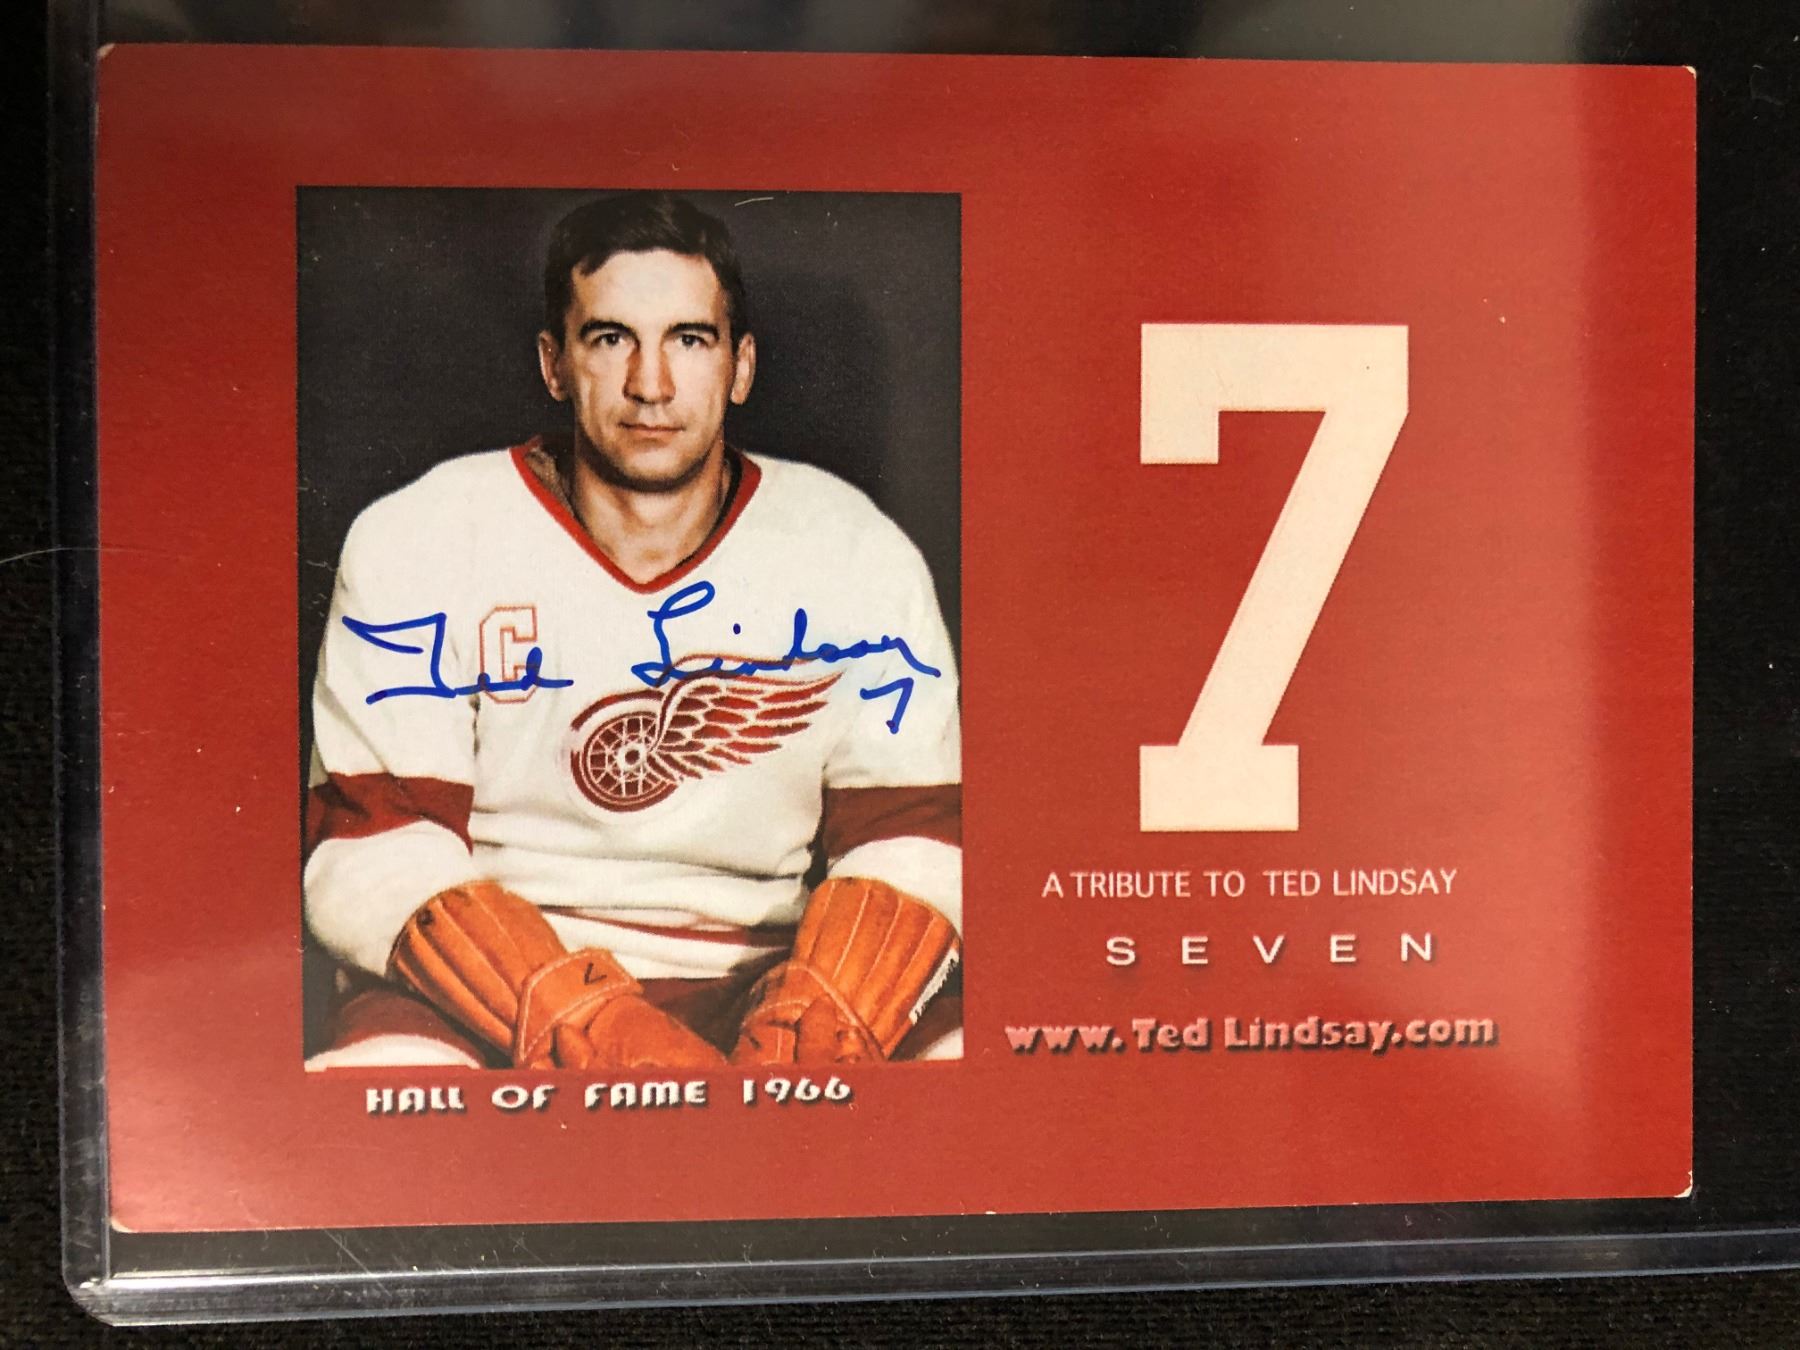 C
Ted Lindsay
7
HALL OF FAME 1966
7
A TRIBUTE TO TED LINDSAY
SEVEN
www.Ted Lindsay.com